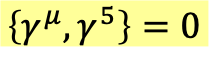 {γ^μ, γ^5} = 0